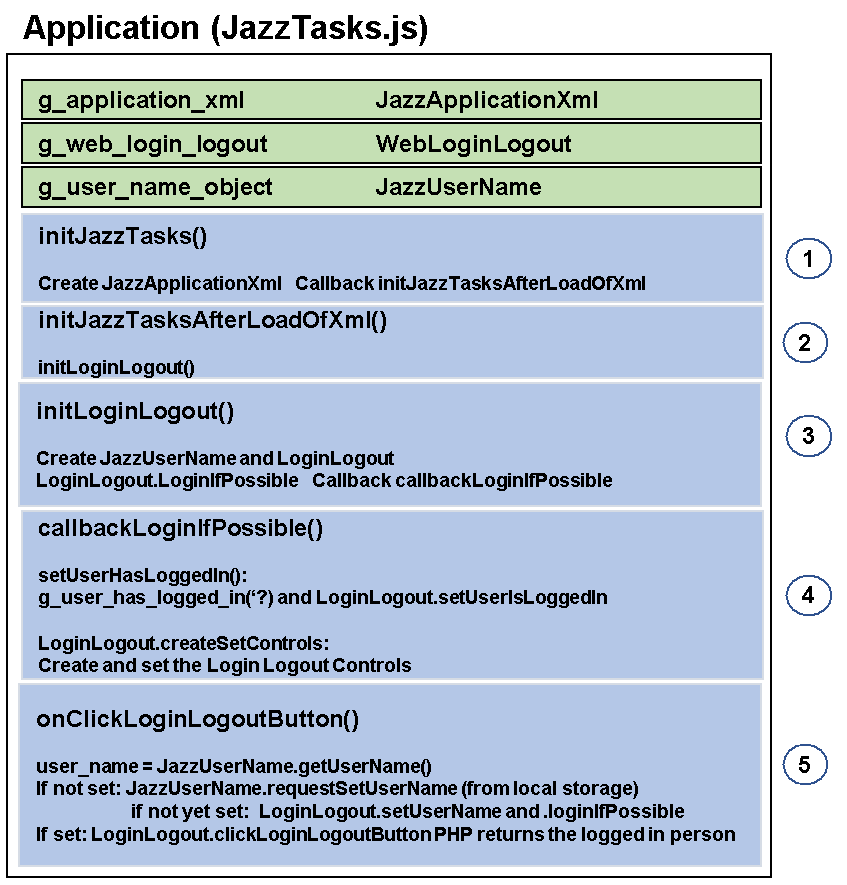 Application (JazzTasks.js)
g_application_xml JazzApplicationXml
g_web_login_logout WebLoginLogout
g_user_name_object JazzUserName
initJazzTasks()
Create JazzApplicationXml Callback initJazzTasksAfterLoadOfXml
1
initJazzTasksAfterLoadOfXml()
initLoginLogout()
2
initLoginLogout()
Create JazzUserName and LoginLogout
LoginLogout.LoginIfPossible Callback callbackLoginIfPossible
3
callbackLoginIfPossible()
setUserHasLoggedIn():
g_user_has_logged_in(‘?) and LoginLogout.setUserIsLoggedIn
LoginLogout.createSetControls:
Create and set the Login Logout Controls
4
onClickLoginLogoutButton()
user_name = JazzUserName.getUserName()
If not set: JazzUserName.requestSetUserName (from local storage)
if not yet set: LoginLogout.setUserName and .loginIfPossible
If set: LoginLogout.clickLoginLogoutButton PHP returns the logged in person
5